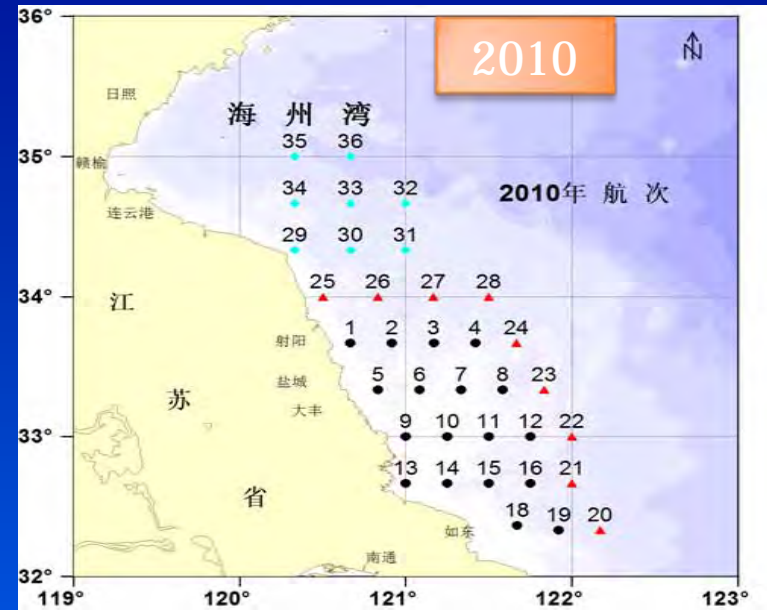 2010
36°
N
日照
海 州 湾
35 36
35°
赣榆
34 33 32
2010年 航 次
连云港
29 30 31
25 26 27 28
34°
江
1 2 3 4 24
射阳
盐城
5 6 7 8 23
苏
大丰
9 10 11 12 22
33°
13 14 15 16 21
省
18 19 20
如东
南通
32°
119° 120° 121° 122° 123°